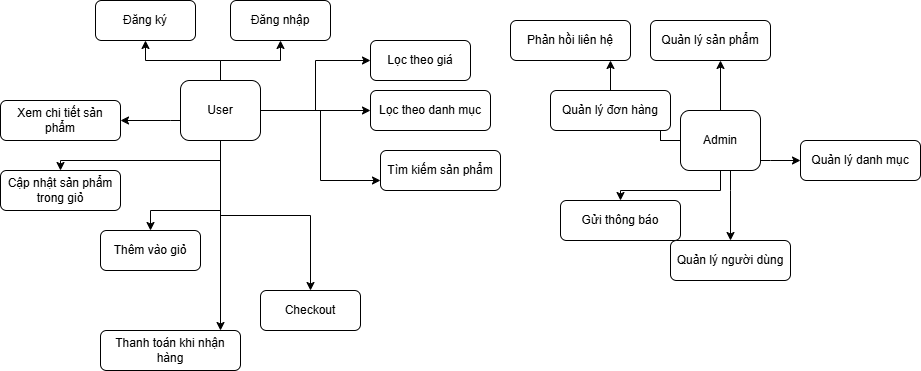 Đăng ký
Đăng nhập
Phản hồi liên hệ
Quản lý sản phẩm
Lọc theo giá
User
Lọc theo danh mục
Quản lý đơn hàng
Xem chi tiết sản
phẩm
Admin
Tìm kiếm sản phẩm
Quản lý danh mục
Cập nhật sản phẩm
trong giỏ
Gửi thông báo
Thêm vào giỏ
Quản lý người dùng
Checkout
Thanh toán khi nhận
hàng